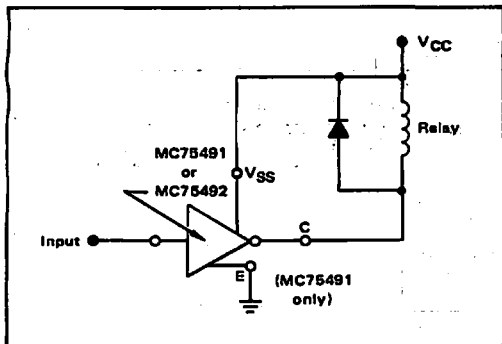 VCC
Relay
MC75491
or
MC75492
VSS
Input
C
E
(MC75491
only)